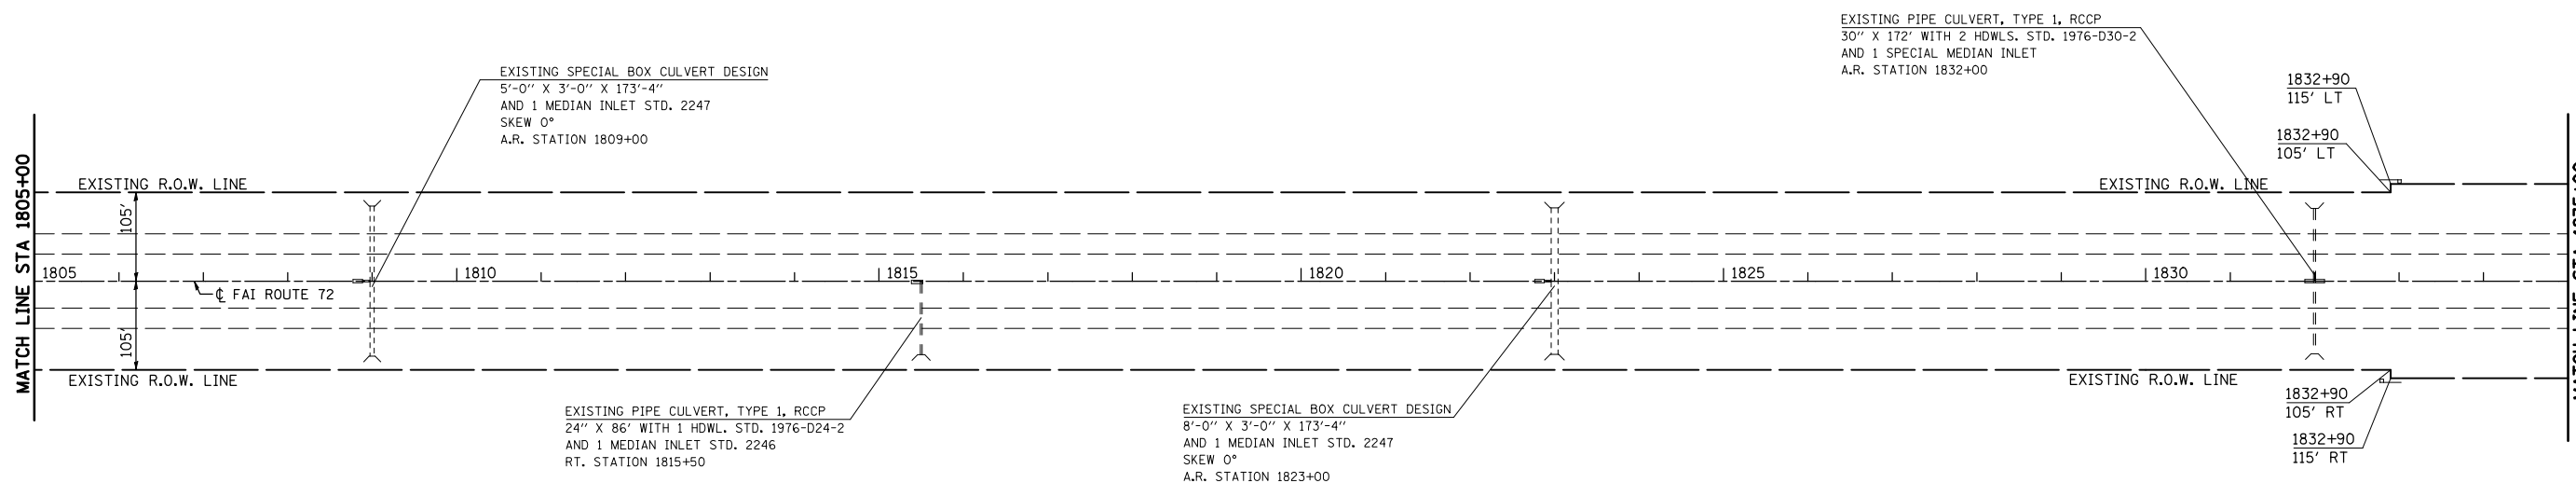 EXISTING PIPE CULVERT, TYPE 1, RCCP
30" X 172' WITH 2 HDWLS. STD. 1976-D30-2
AND 1 SPECIAL MEDIAN INLET
A.R. STATION 1832+00
EXISTING SPECIAL BOX CULVERT DESIGN
5'-0" X 3'-0" X 173'-4"
AND 1 MEDIAN INLET STD. 2247
SKEW 0°
A.R. STATION 1809+00
1832+90
115' LT
1832+90
105' LT
MATCH LINE STA 1805+00
EXISTING R.O.W. LINE
EXISTING R.O.W. LINE
105'
1805
1810
1815
1820
1825
1830
℄ FAI ROUTE 72
105'
EXISTING R.O.W. LINE
EXISTING R.O.W. LINE
1832+90
105' RT
1832+90
115' RT
EXISTING PIPE CULVERT, TYPE 1, RCCP
24" X 86' WITH 1 HDWL. STD. 1976-D24-2
AND 1 MEDIAN INLET STD. 2246
RT. STATION 1815+50
EXISTING SPECIAL BOX CULVERT DESIGN
8'-0" X 3'-0" X 173'-4"
AND 1 MEDIAN INLET STD. 2247
SKEW 0°
A.R. STATION 1823+00